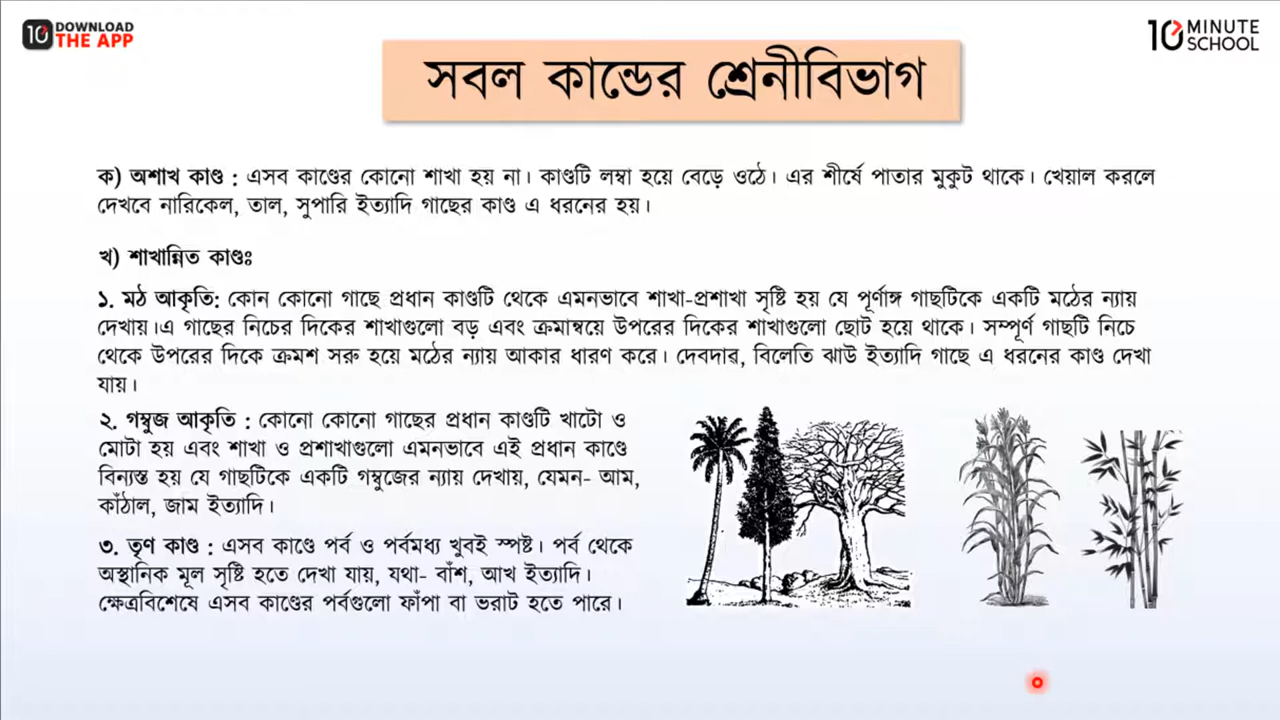 10 DOWNLOAD THE APP
10 MINUTE SCHOOL
সবল কান্ডের শ্রেনীবিভাগ
ক) অশাখ কাণ্ড : এসব কাণ্ডের কোনো শাখা হয় না। কাণ্ডটি লম্বা হয়ে বেড়ে ওঠে। এর শীর্ষে পাতার মুকুট থাকে। খেয়াল করলে
দেখবে নারিকেল, তাল, সুপারি ইত্যাদি গাছের কাণ্ড এ ধরনের হয়।
খ) শাখান্নিত কাণ্ডঃ
১. মঠ আকৃতি: কোন কোনো গাছে প্রধান কাণ্ডটি থেকে এমনভাবে শাখা-প্রশাখা সৃষ্টি হয় যে পূর্ণাঙ্গ গাছটিকে একটি মঠের ন্যায়
দেখায়।এ গাছের নিচের দিকের শাখাগুলো বড় এবং ক্রমান্বয়ে উপরের দিকের শাখাগুলো ছোট হয়ে থাকে। সম্পূর্ণ গাছটি নিচে
থেকে উপরের দিকে ক্রমশ সরু হয়ে মঠের ন্যায় আকার ধারণ করে। দেবদারু, বিলেতি ঝাউ ইত্যাদি গাছে এ ধরনের কাণ্ড দেখা
যায়।
২. গম্বুজ আকৃতি : কোনো কোনো গাছের প্রধান কাণ্ডটি খাটো ও
মোটা হয় এবং শাখা ও প্রশাখাগুলো এমনভাবে এই প্রধান কাণ্ডে
বিন্যস্ত হয় যে গাছটিকে একটি গম্বুজের ন্যায় দেখায়, যেমন- আম,
কাঁঠাল, জাম ইত্যাদি।
৩. তৃণ কাণ্ড : এসব কাণ্ডে পর্ব ও পর্বমধ্য খুবই স্পষ্ট। পর্ব থেকে
অস্থানিক মূল সৃষ্টি হতে দেখা যায়, যথা- বাঁশ, আখ ইত্যাদি।
ক্ষেত্রবিশেষে এসব কাণ্ডের পর্বগুলো ফাঁপা বা ভরাট হতে পারে।